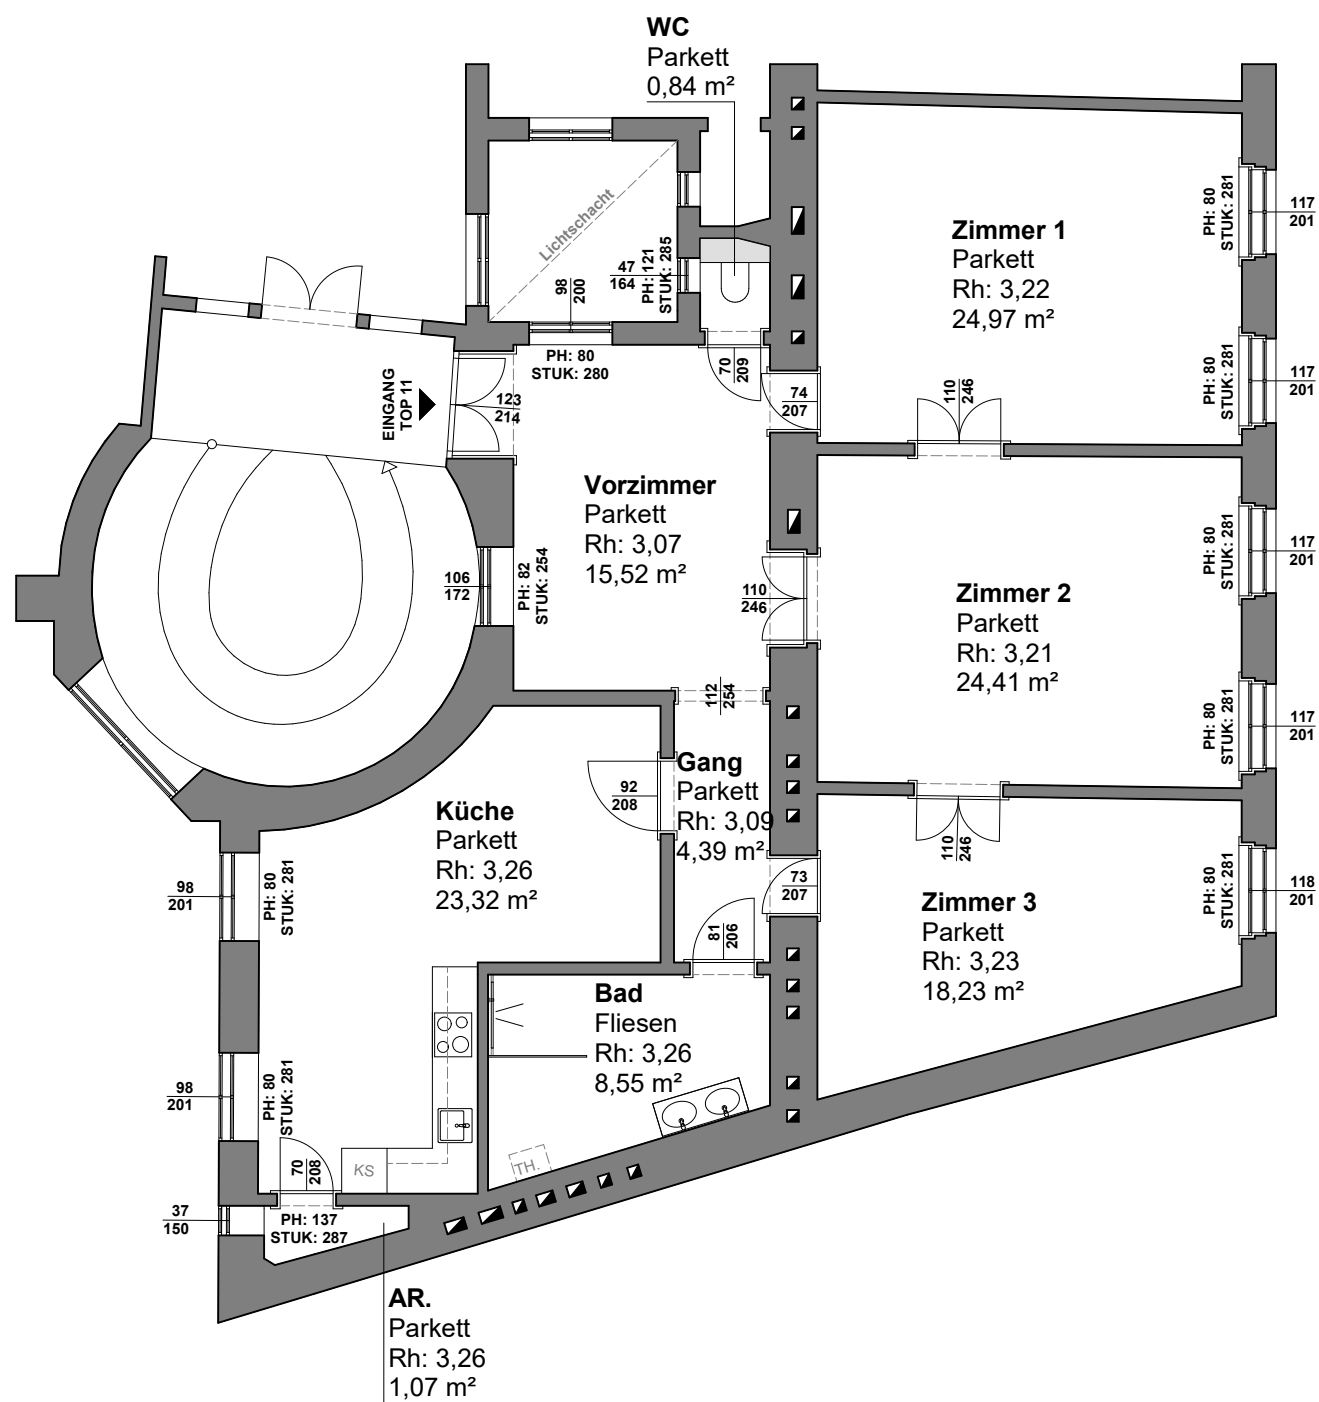 WC
Parkett
0,84 m²
Lichtschacht
47
164
PH: 121
STUK: 285
98
200
PH: 80
STUK: 280
70
209
74
207
EINGANG
TOP 11
123
214
Zimmer 1
Parkett
Rh: 3,22
24,97 m²
PH: 80
STUK: 281
117
201
PH: 80
STUK: 281
117
201
110
246
Vorzimmer
Parkett
Rh: 3,07
15,52 m²
106
172
PH: 82
STUK: 254
110
246
Zimmer 2
Parkett
Rh: 3,21
24,41 m²
PH: 80
STUK: 281
117
201
PH: 80
STUK: 281
117
201
112
254
Gang
Parkett
Rh: 3,09
4,39 m²
92
208
Küche
Parkett
Rh: 3,26
23,32 m²
98
201
PH: 80
STUK: 281
73
207
81
206
110
246
Zimmer 3
Parkett
Rh: 3,23
18,23 m²
PH: 80
STUK: 281
118
201
Bad
Fliesen
Rh: 3,26
8,55 m²
98
201
PH: 80
STUK: 281
70
208
KS
TH.
37
150
PH: 137
STUK: 287
AR.
Parkett
Rh: 3,26
1,07 m²